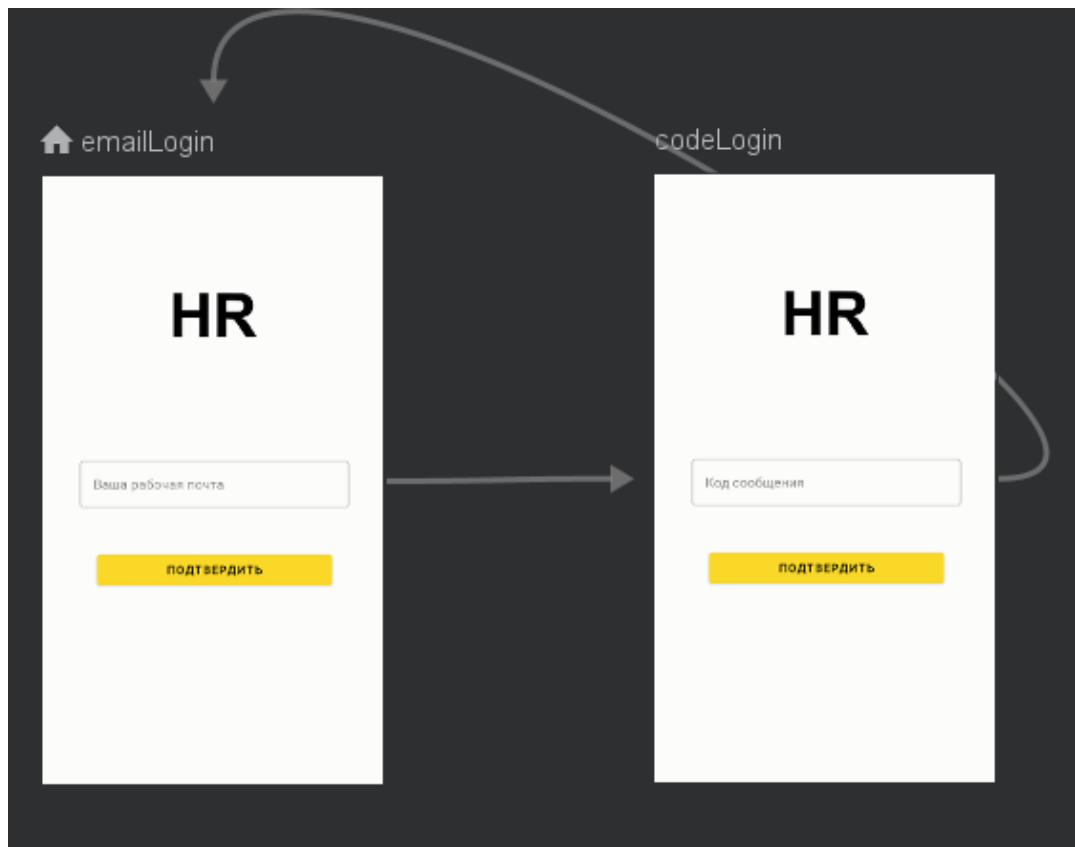 emailLogin
codeLogin
HR
Ваша рабочая почта
ПОДТВЕРДИТЬ
HR
Код сообщения
ПОДТВЕРДИТЬ